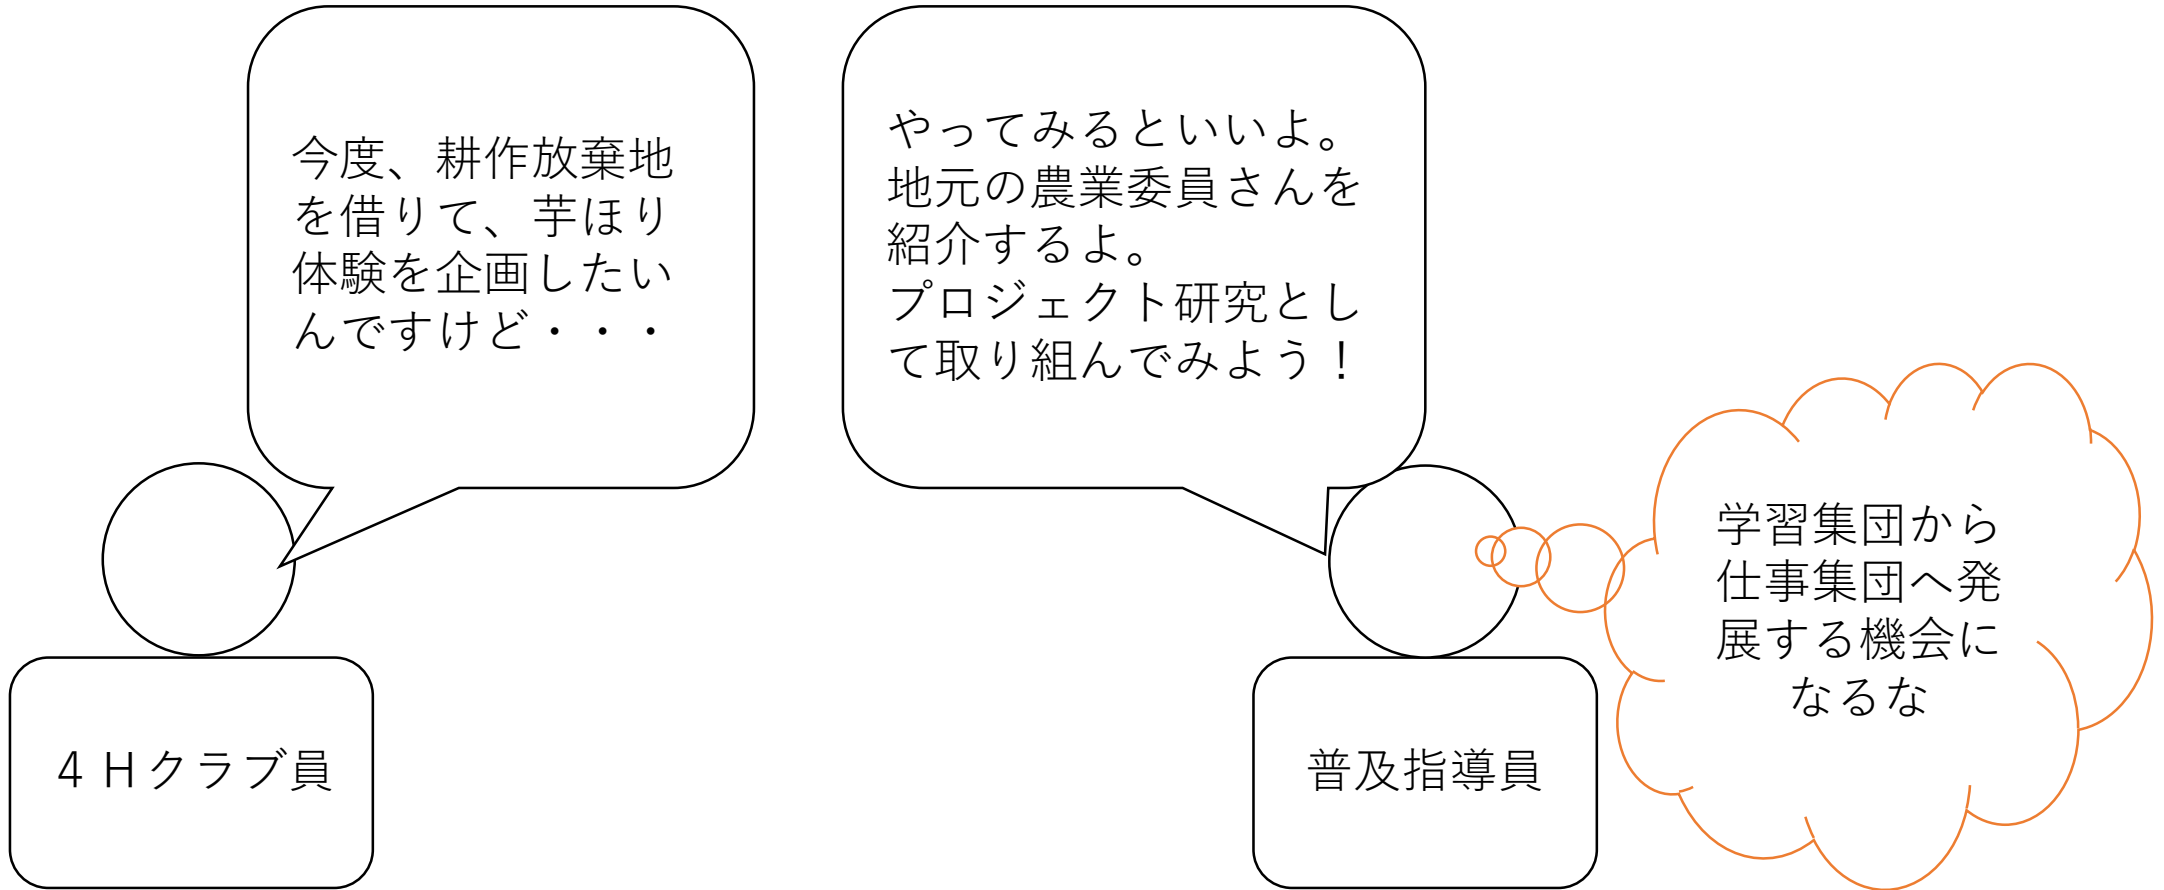 今度、耕作放棄地
を借りて、芋ほり
体験を企画したい
んですけど・・・
やってみるといいよ。
地元の農業委員さんを
紹介するよ。
プロジェクト研究とし
て取り組んでみよう！
学習集団から
仕事集団へ発
展する機会に
なるな
４Ｈクラブ員
普及指導員